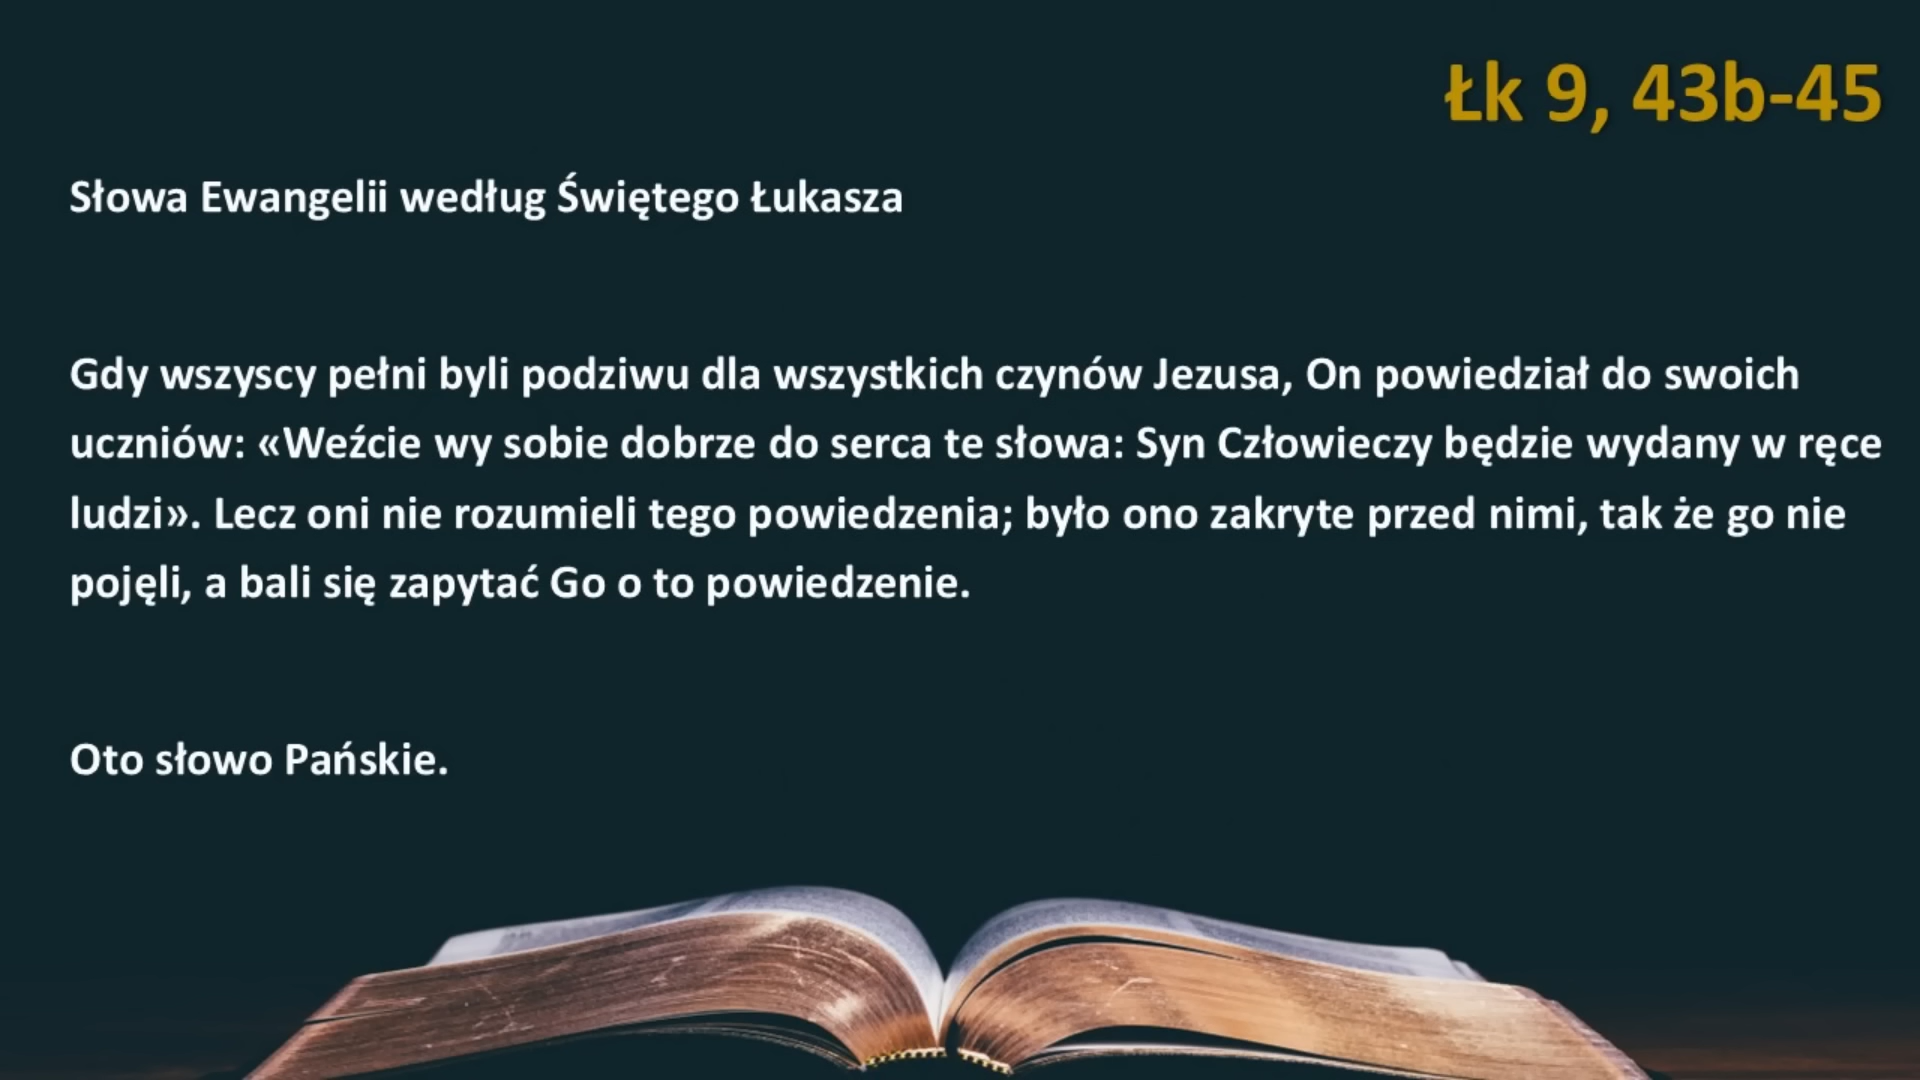 Łk 9, 43b-45
Słowa Ewangelii według Świętego Łukasza
Gdy wszyscy pełni byli podziwu dla wszystkich czynów Jezusa, On powiedział do swoich
uczniów: «Weźcie wy sobie dobrze do serca te słowa: Syn Człowieczy będzie wydany w ręce
ludzi». Lecz oni nie rozumieli tego powiedzenia; było ono zakryte przed nimi, tak że go nie
pojęli, a bali się zapytać Go o to powiedzenie.
Oto słowo Pańskie.